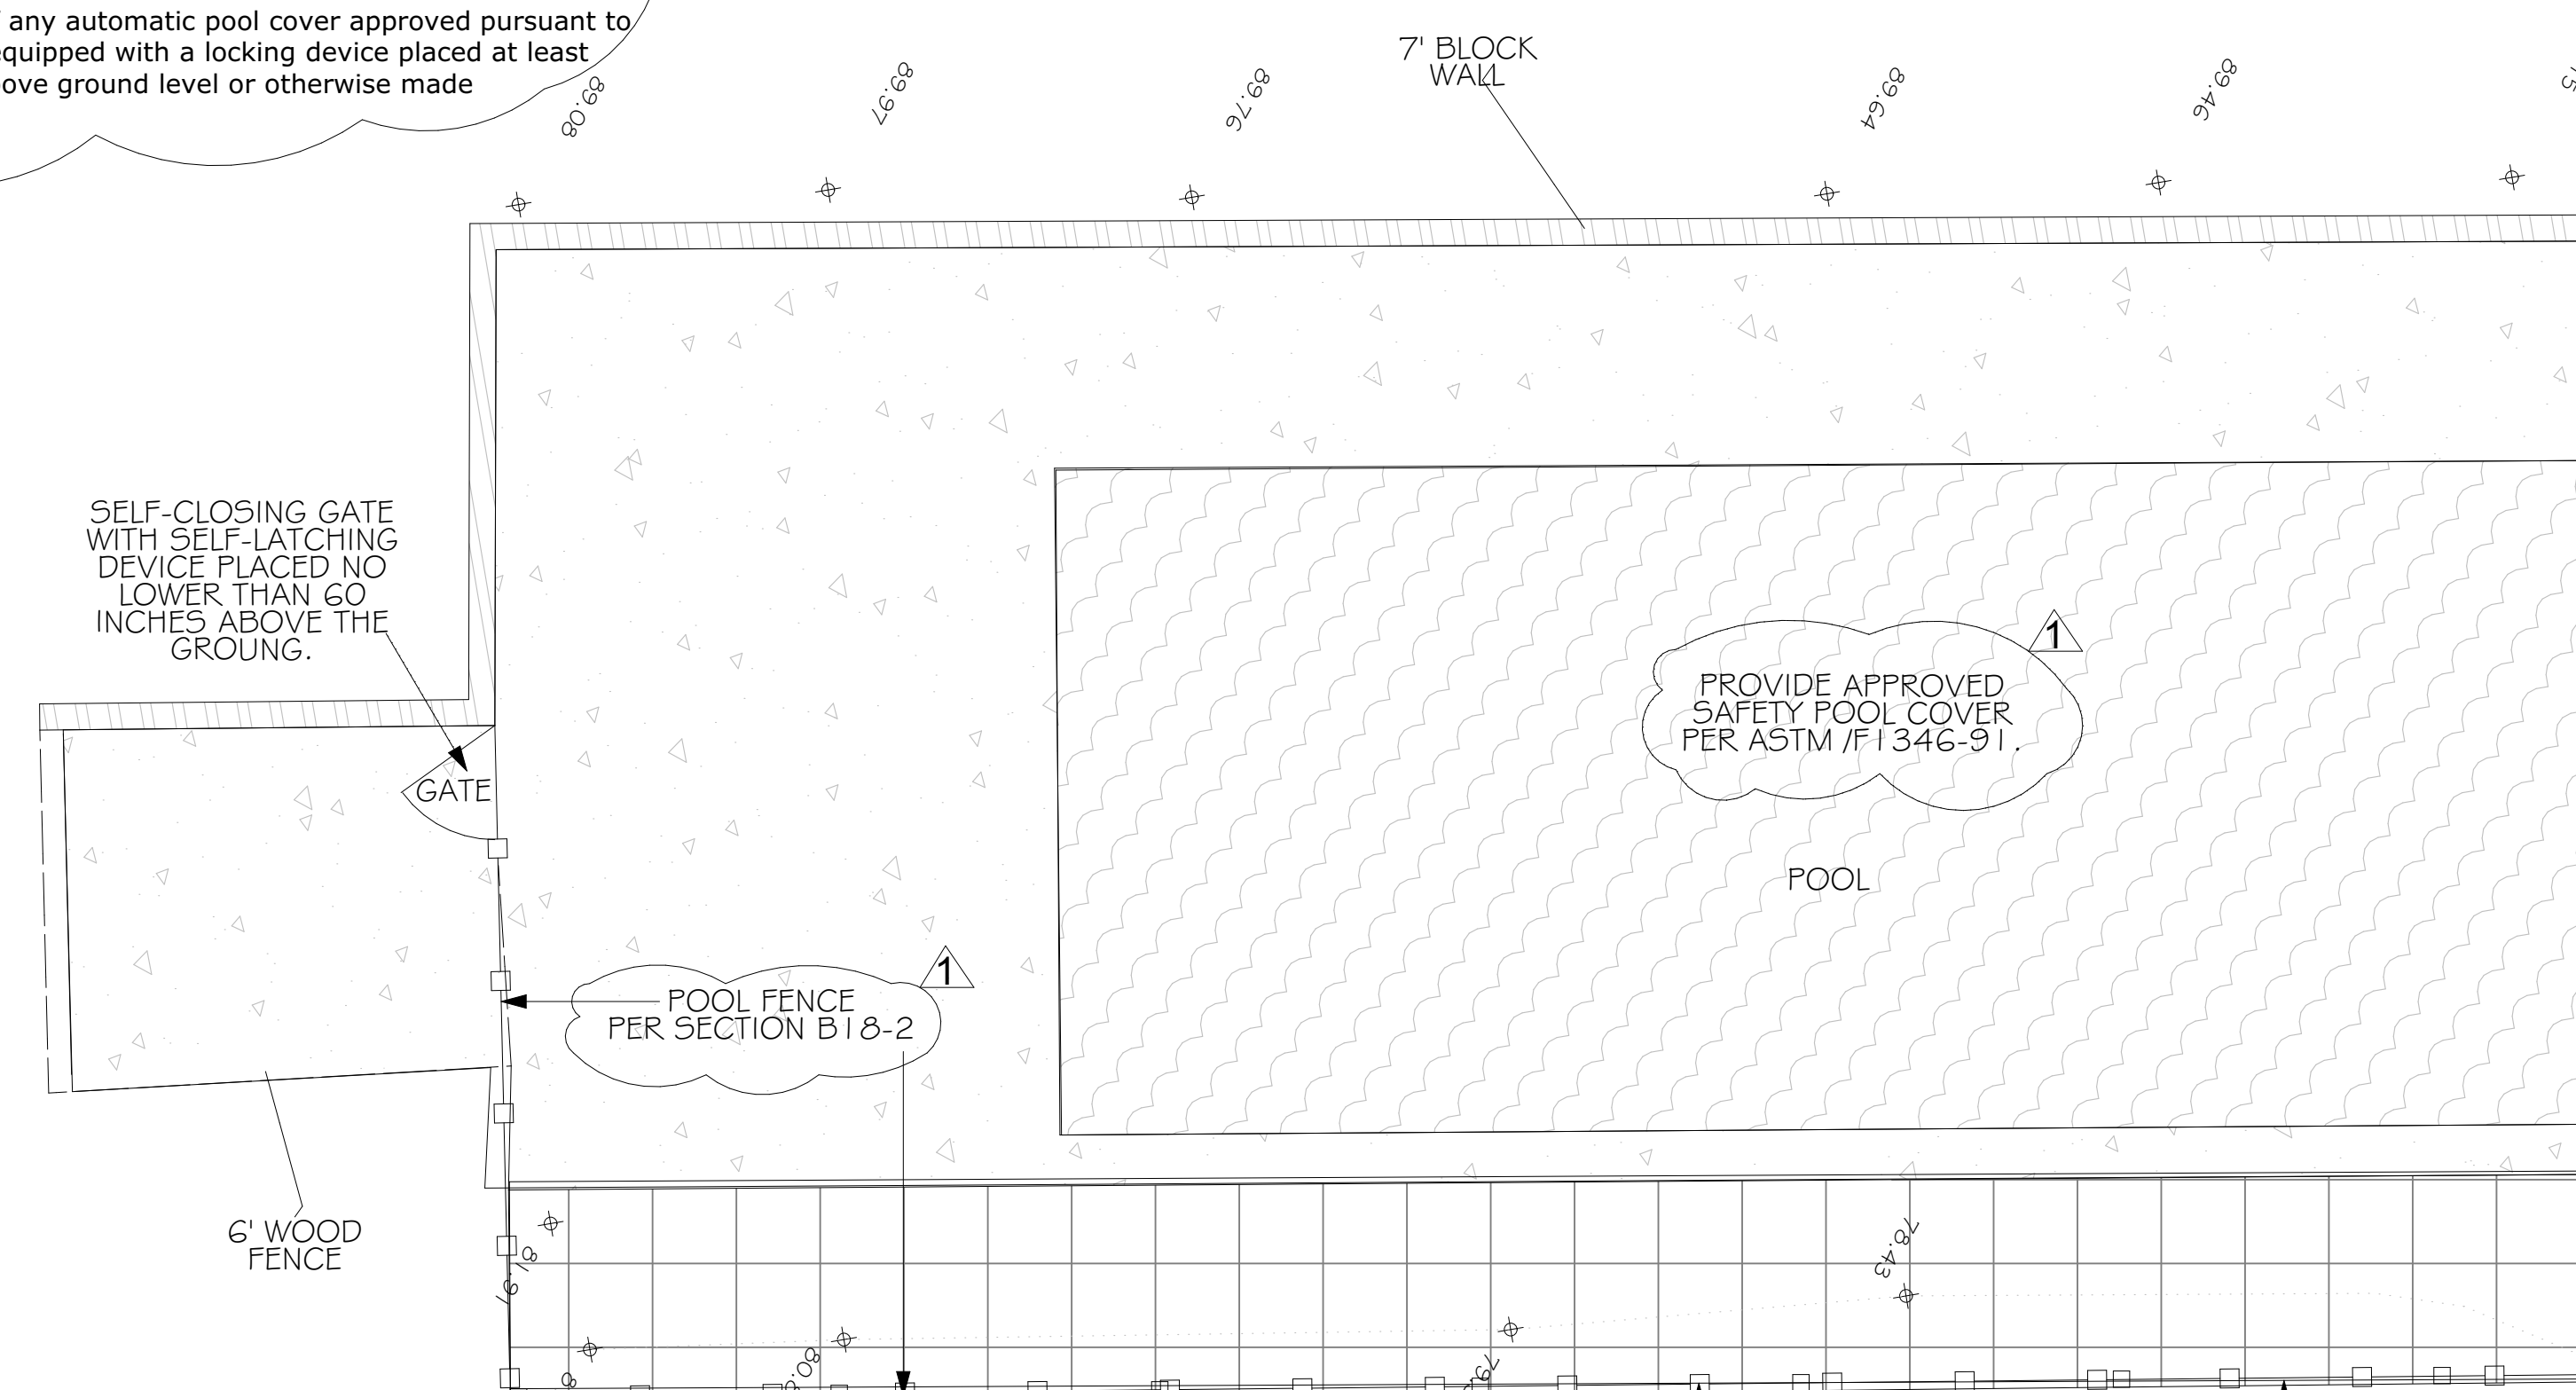 any automatic pool cover approved pursuant to
equipped with a locking device placed at least
above ground level or otherwise made
7' BLOCK
WALL
89.08
89.97
89.76
89.64
89.46
SELF-CLOSING GATE
WITH SELF-LATCHING
DEVICE PLACED NO
LOWER THAN 60
INCHES ABOVE THE
GROUNG.
GATE
1
PROVIDE APPROVED
SAFETY POOL COVER
PER ASTM /F1346-91.
POOL
1
POOL FENCE
PER SECTION B18-2
6' WOOD
FENCE
81.91
78.43